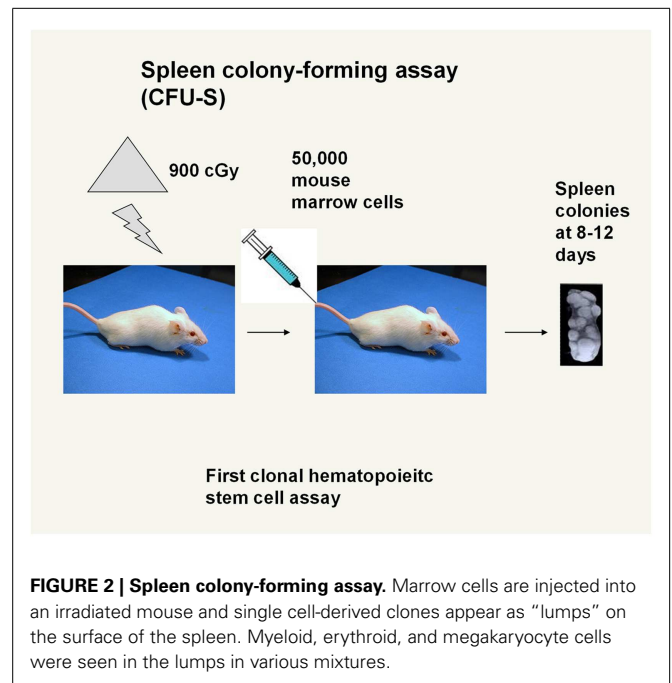 Spleen colony-forming assay
(CFU-S)
900 cGy
50,000
mouse
marrow cells
Spleen
colonies
at 8-12
days
First clonal hematopoieitc
stem cell assay
FIGURE 2 | Spleen colony-forming assay. Marrow cells are injected into
an irradiated mouse and single cell-derived clones appear as “lumps” on
the surface of the spleen. Myeloid, erythroid, and megakaryocyte cells
were seen in the lumps in various mixtures.